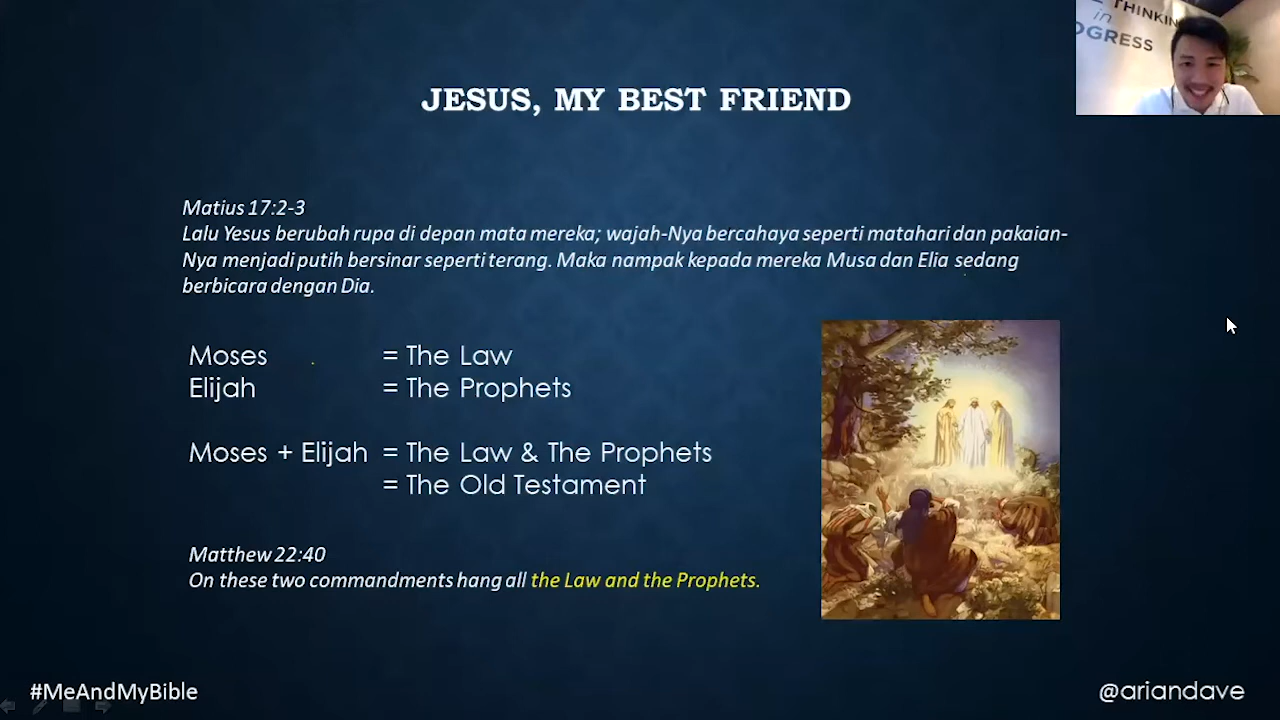 THINKIN
in
OGRESS
JESUS, MY BEST FRIEND
Matius 17:2-3
Lalu Yesus berubah rupa di depan mata mereka; wajah-Nya bercahaya seperti matahari dan pakaian-
Nya menjadi putih bersinar seperti terang. Maka nampak kepada mereka Musa dan Elia sedang
berbicara dengan Dia.
Moses = The Law
Elijah = The Prophets
Moses + Elijah = The Law & The Prophets
= The Old Testament
Matthew 22:40
On these two commandments hang all the Law and the Prophets.
#MeAndMyBible
@ariandave